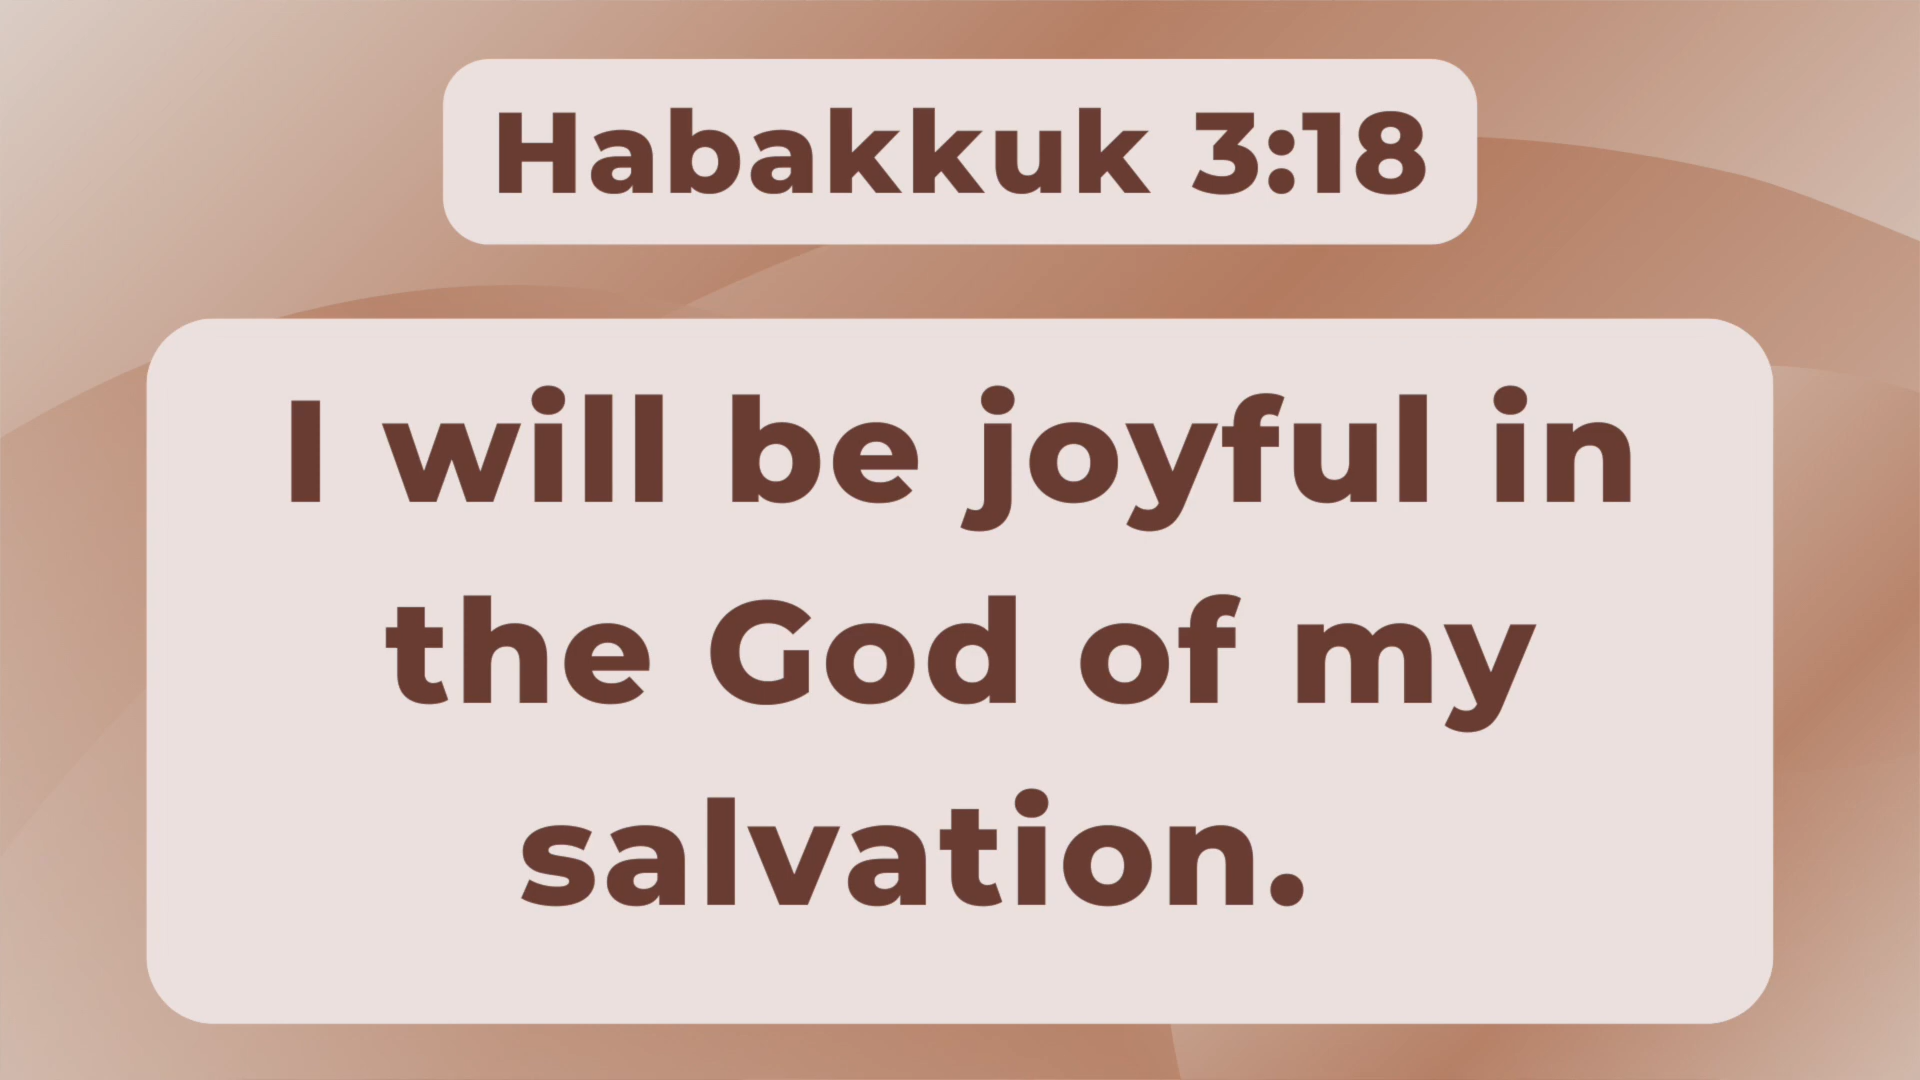 Habakkuk 3:18
I will be joyful in
the God of my
salvation.